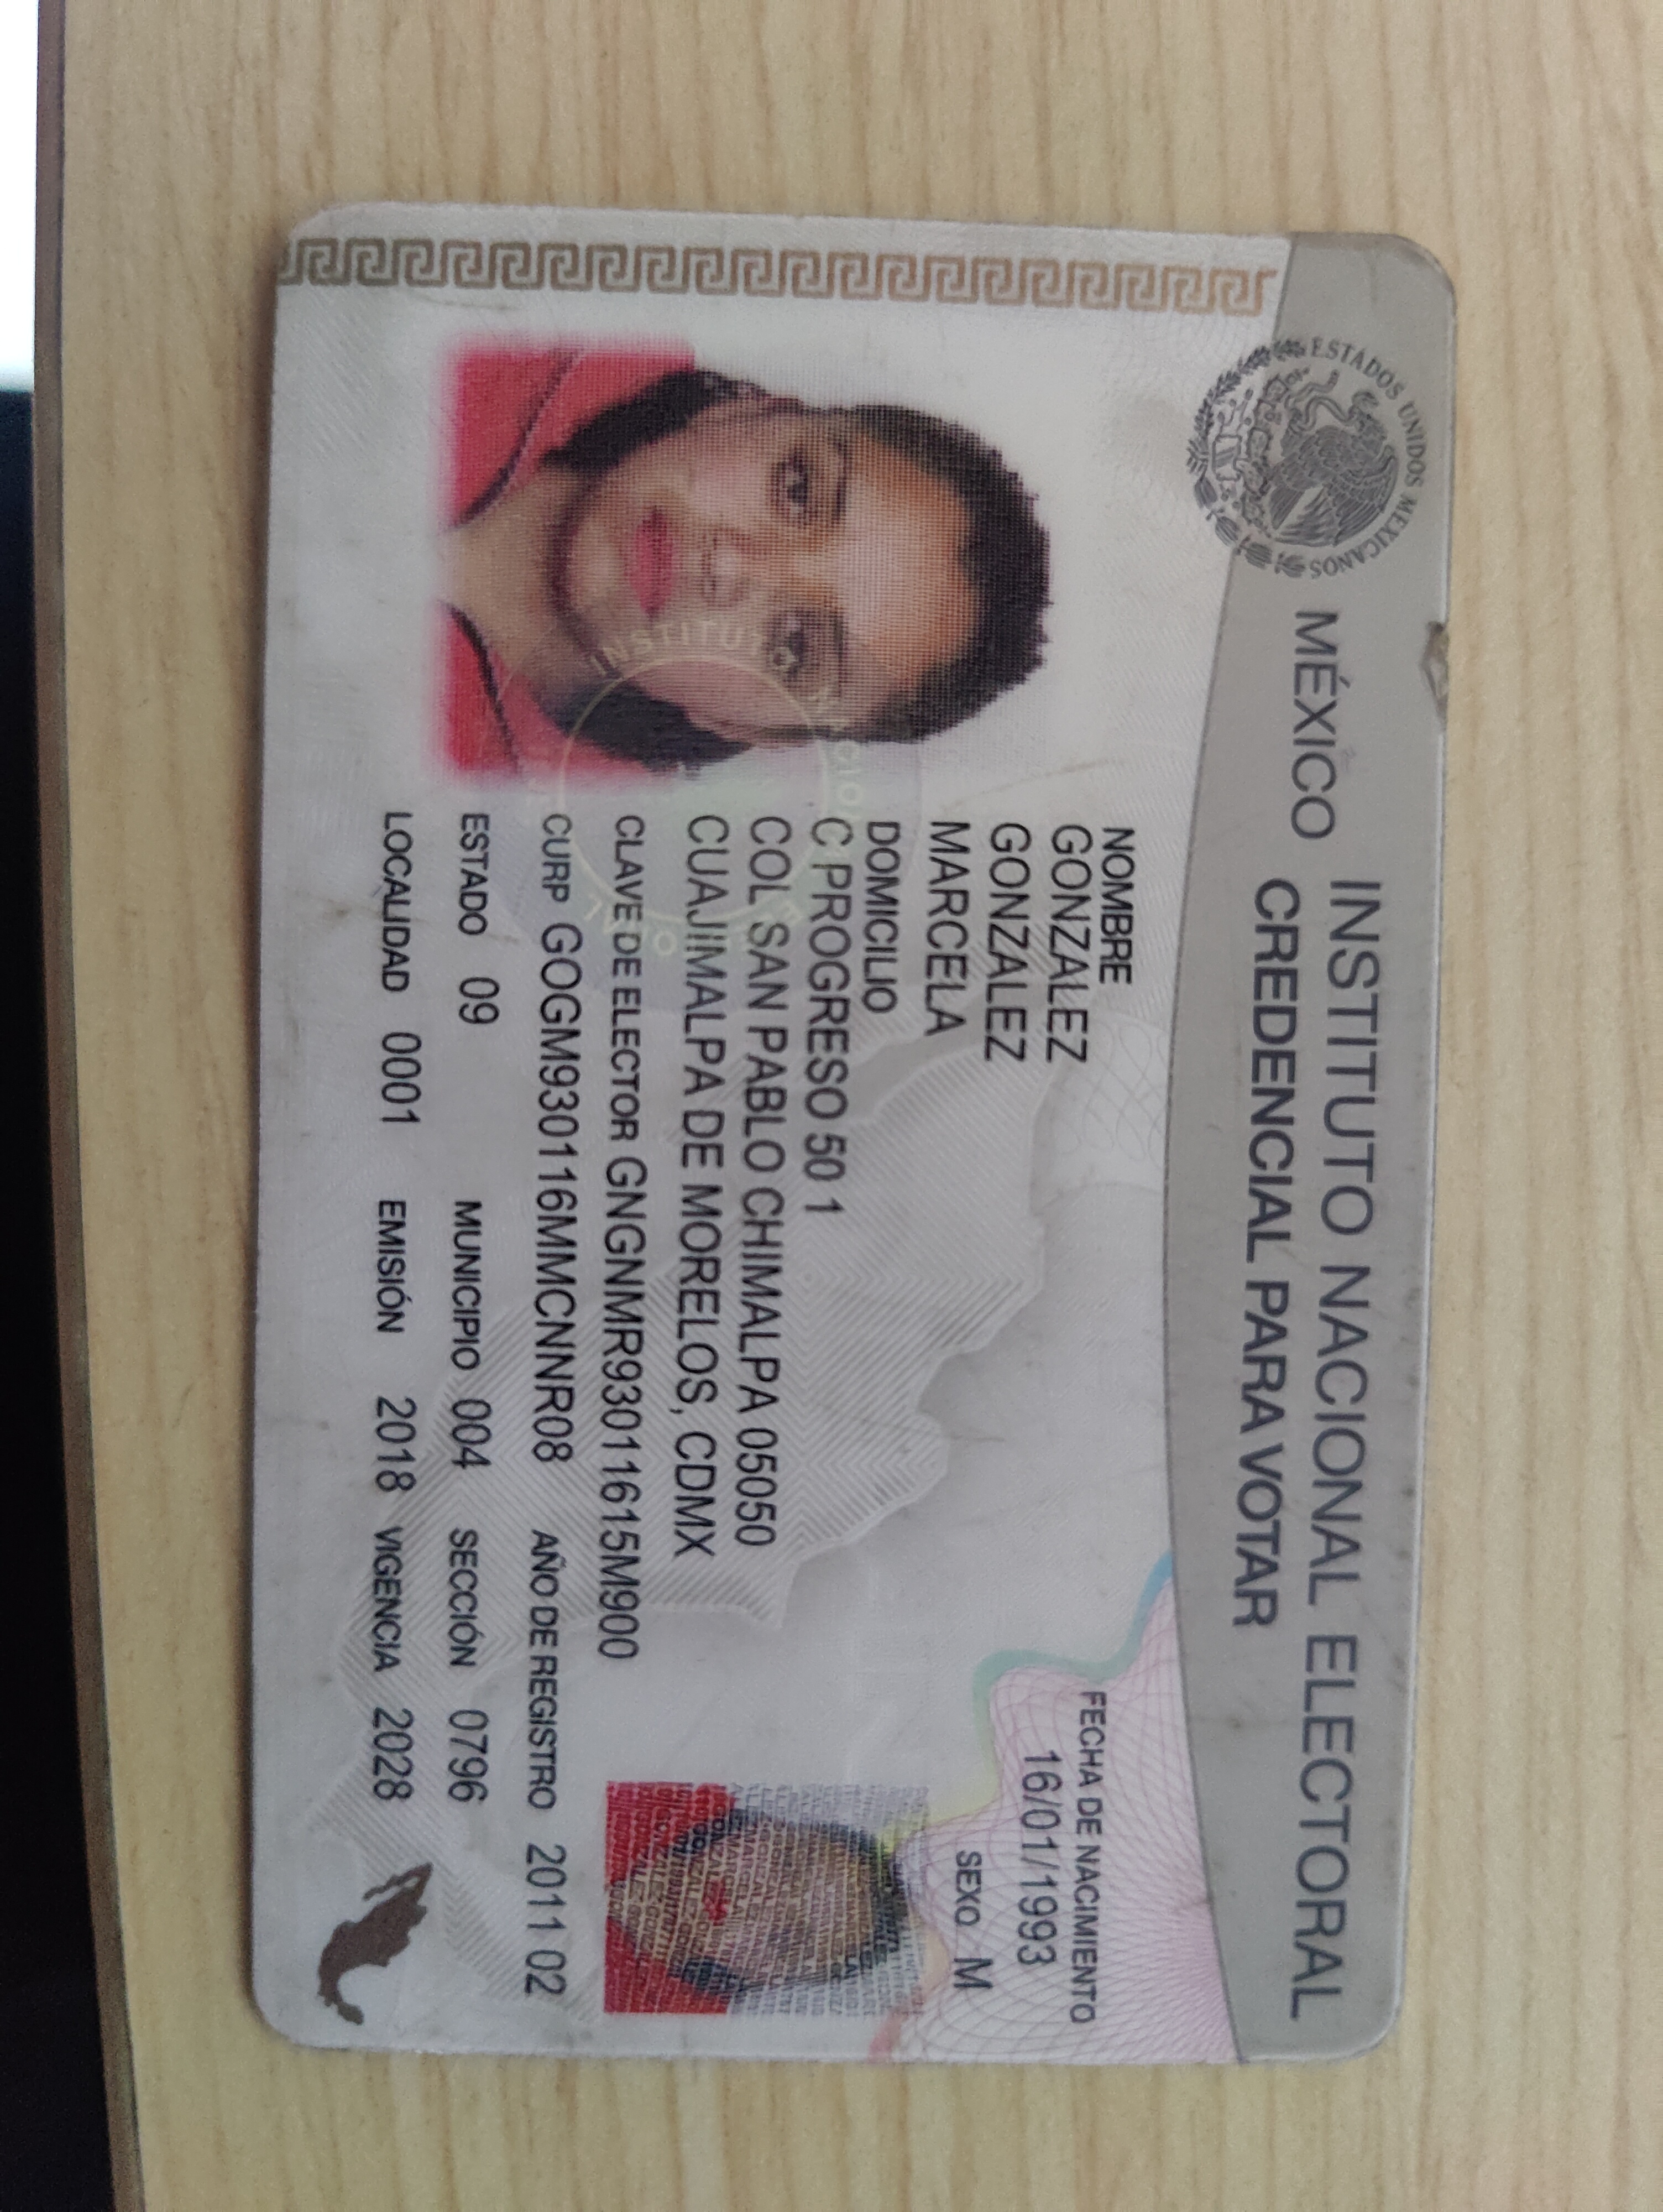 ESTADOS UNIDOS MEXICANOS
MÉXICO INSTITUTO NACIONAL ELECTORAL
CREDENCIAL PARA VOTAR
NOMBRE
GONZALEZ
GONZALEZ
MARCELA
FECHA DE NACIMIENTO
16/01/1993
SEXO M
DOMICILIO
C PROGRESO 50 1
COL SAN PABLO CHIMALPA 05050
CUAJIMALPA DE MORELOS, CDMX
CLAVE DE ELECTOR GNGNMR93011615M900
CURP GOGM930116MMCNNR08 AÑO DE REGISTRO 2011 02
ESTADO 09 MUNICIPIO 004 SECCIÓN 0796
LOCALIDAD 0001 EMISIÓN 2018 VIGENCIA 2028
INSTITUTO NACIONAL